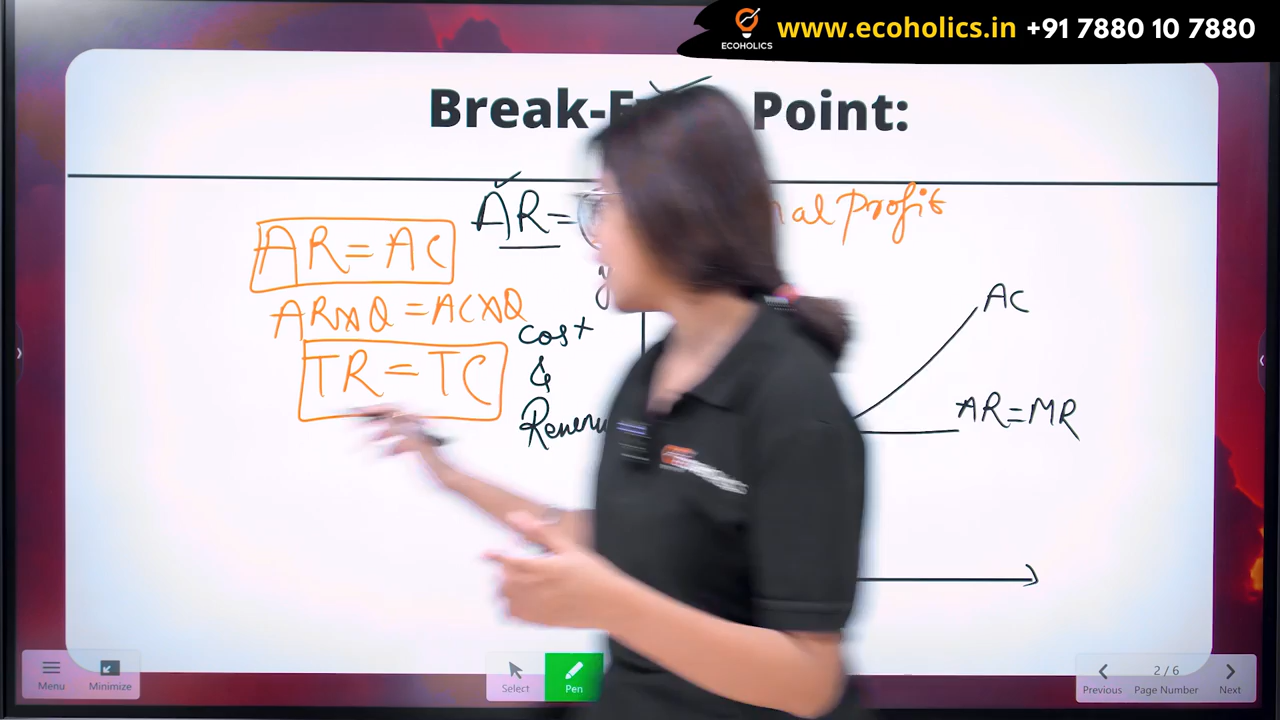 ECOHOLICS
www.ecoholics.in +91 7880 10 7880
Break-E Point:
AR=
nal Profit
AR = AC
AR×Q = AC×Q
TR = TC
cost
&
Revenu
AC
AR=MR
Menu
Minimize
Select
Pen
Previous
2/6
Page Number
Next